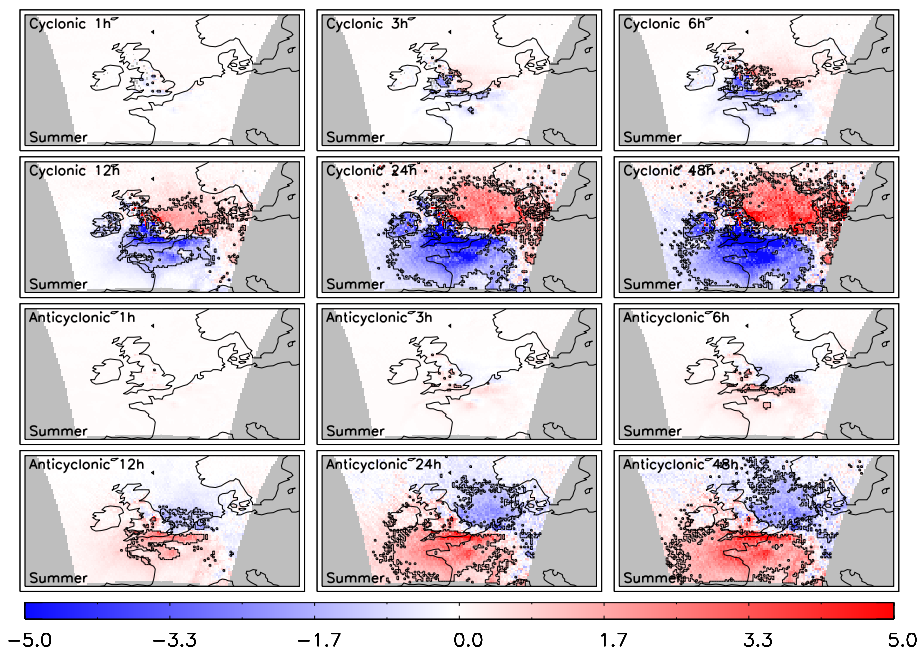 Cyclonic 1h
Cyclonic 3h
Cyclonic 6h
Summer
Summer
Summer
Cyclonic 12h
Cyclonic 24h
Cyclonic 48h
Summer
Summer
Summer
Anticyclonic 1h
Anticyclonic 3h
Anticyclonic 6h
Summer
Summer
Summer
Anticyclonic 12h
Anticyclonic 24h
Anticyclonic 48h
Summer
Summer
Summer
-5.0 -3.3 -1.7 0.0 1.7 3.3 5.0